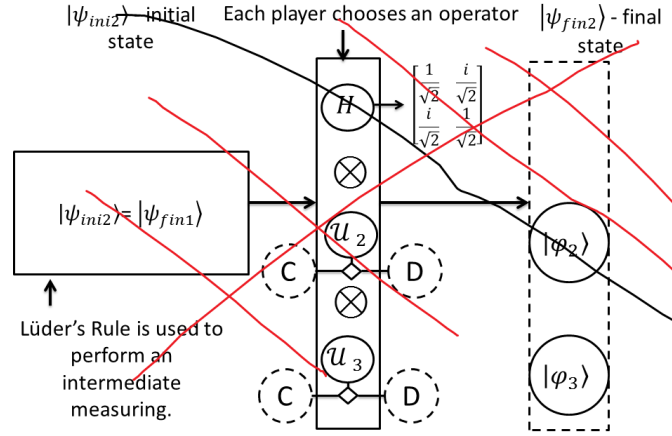 |ψini2⟩ - initial state
Each player chooses an operator
|ψfin2⟩ - final state
H
[1/√2 i/√2
i/√2 1/√2]
⊗
|ψini2⟩= |ψfin1⟩
𝒰2
|φ2⟩
C
D
⊗
Lüder's Rule is used to
perform an
intermediate
measuring.
𝒰3
|φ3⟩
C
D